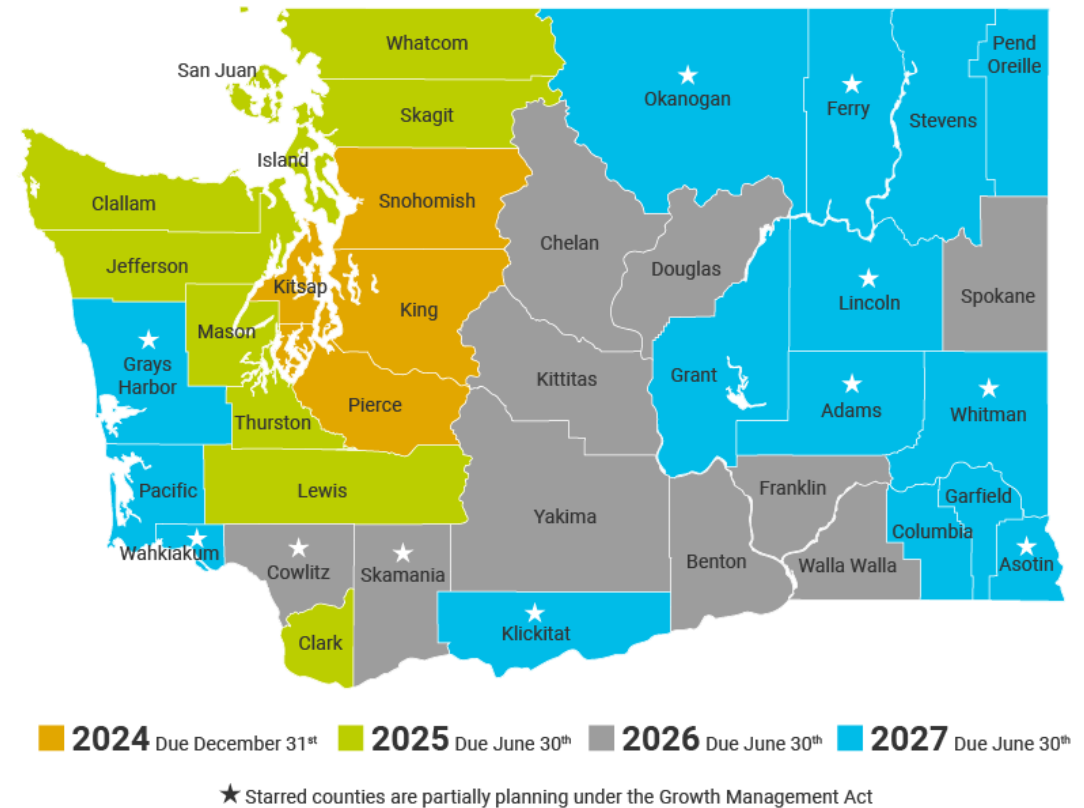 Whatcom
Pend
Oreille
San Juan
Okanogan
Ferry
Stevens
Skagit
Island
Snohomish
Clallam
Chelan
Jefferson
Douglas
Kitsap
King
Lincoln
Spokane
Mason
Grays
Harbor
Kittitas
Grant
Pierce
Adams
Whitman
Thurston
Pacific
Lewis
Yakima
Franklin
Garfield
Columbia
Wahkiakum
Cowlitz
Skamania
Benton
Walla Walla
Asotin
Clark
Klickitat
2024 Due December 31st
2025 Due June 30th
2026 Due June 30th
2027 Due June 30th
★ Starred counties are partially planning under the Growth Management Act